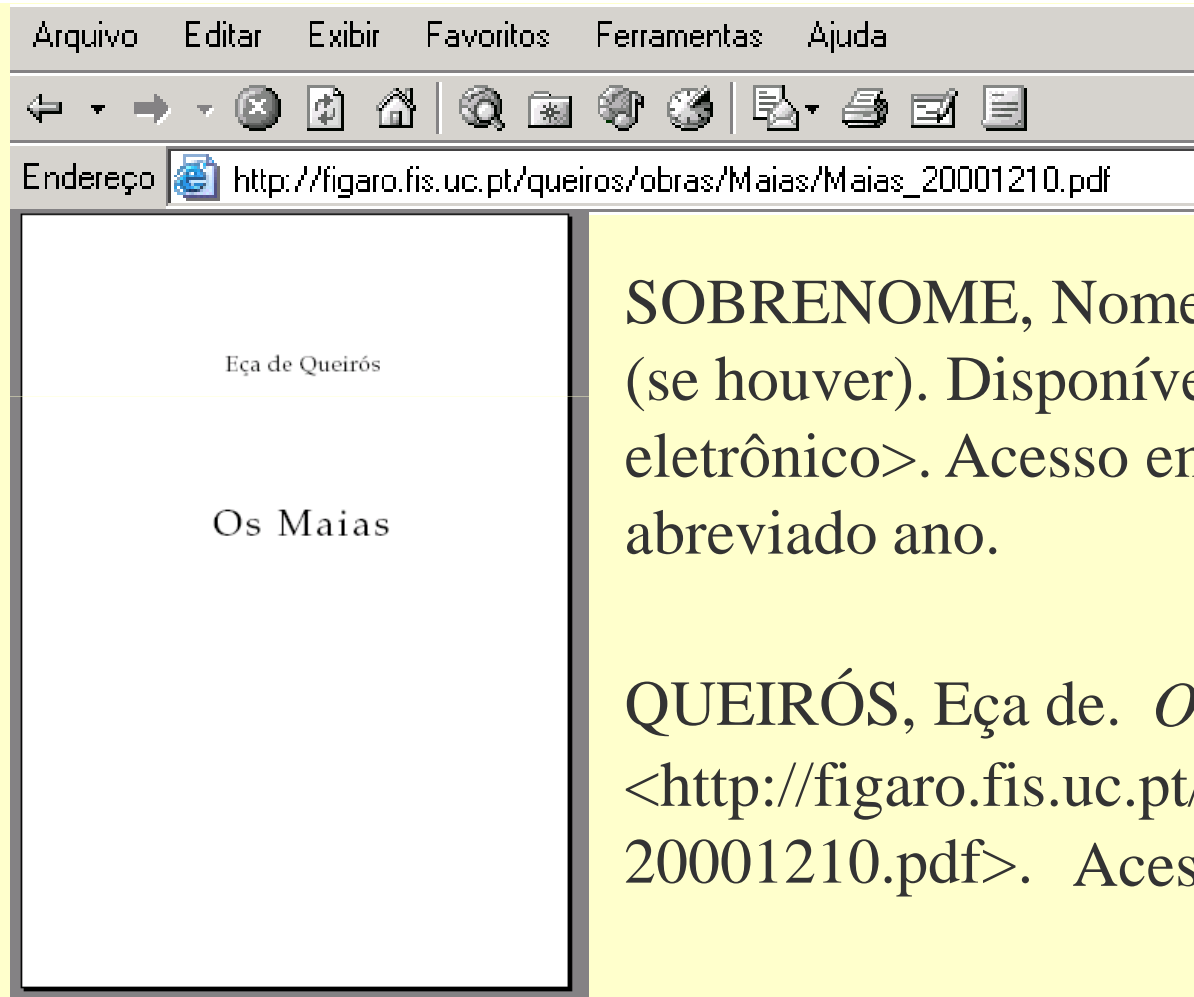 Arquivo Editar Exibir Favoritos Ferramentas Ajuda
Endereço http://figaro.fis.uc.pt/queiros/obras/Maias/Maias_20001210.pdf
Eça de Queirós
Os Maias
SOBRENOME, Nome
(se houver). Disponíve
eletrônico>. Acesso en
abreviado ano.
QUEIRÓS, Eça de. O
<http://figaro.fis.uc.pt/
20001210.pdf>. Aces